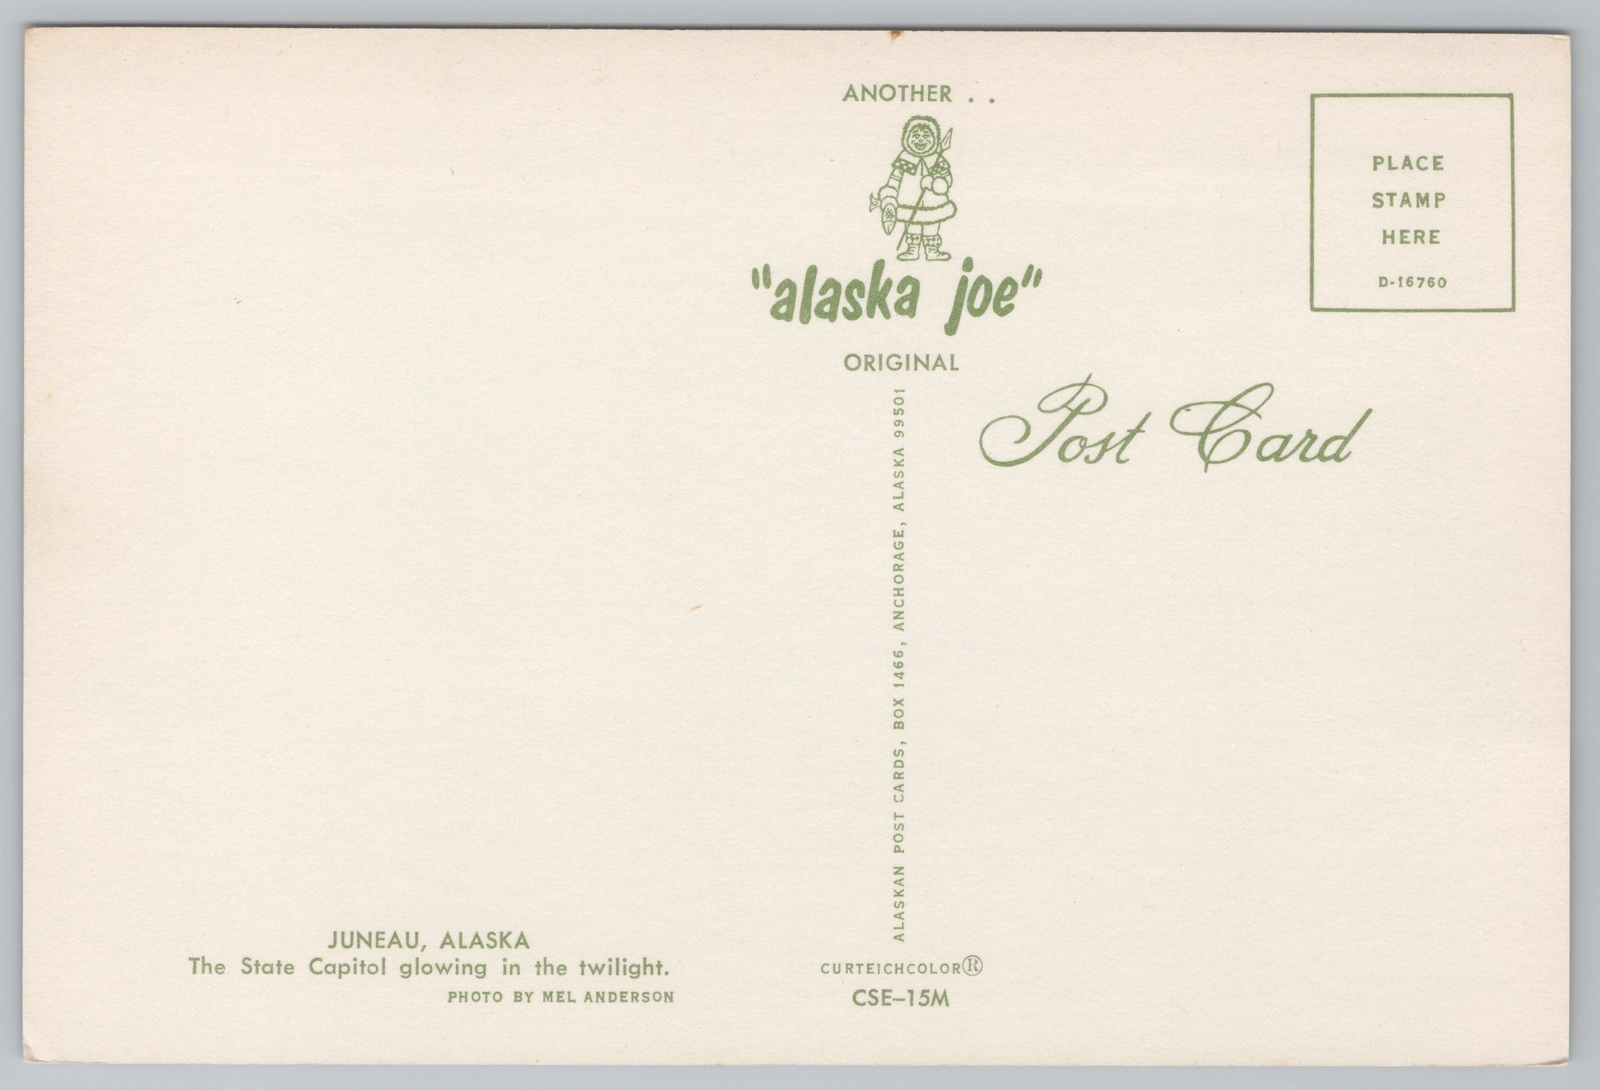 ANOTHER . .
"alaska joe"
ORIGINAL
PLACE
STAMP
HERE
D-16760
Post Card
ALASKAN POST CARDS, BOX 1466, ANCHORAGE, ALASKA 99501
JUNEAU, ALASKA
The State Capitol glowing in the twilight.
PHOTO BY MEL ANDERSON
CURTEICHCOLOR®
CSE–15M